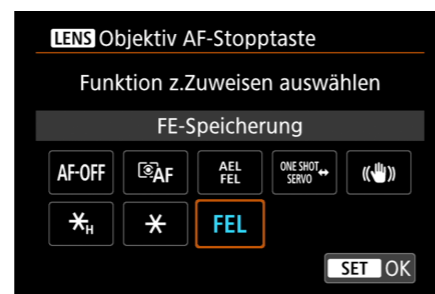 LENS Objektiv AF-Stopptaste
Funktion z.Zuweisen auswählen
FE-Speicherung
AF-OFF AF AEL FEL ONE SHOT↔ SERVO
H FEL
SET OK